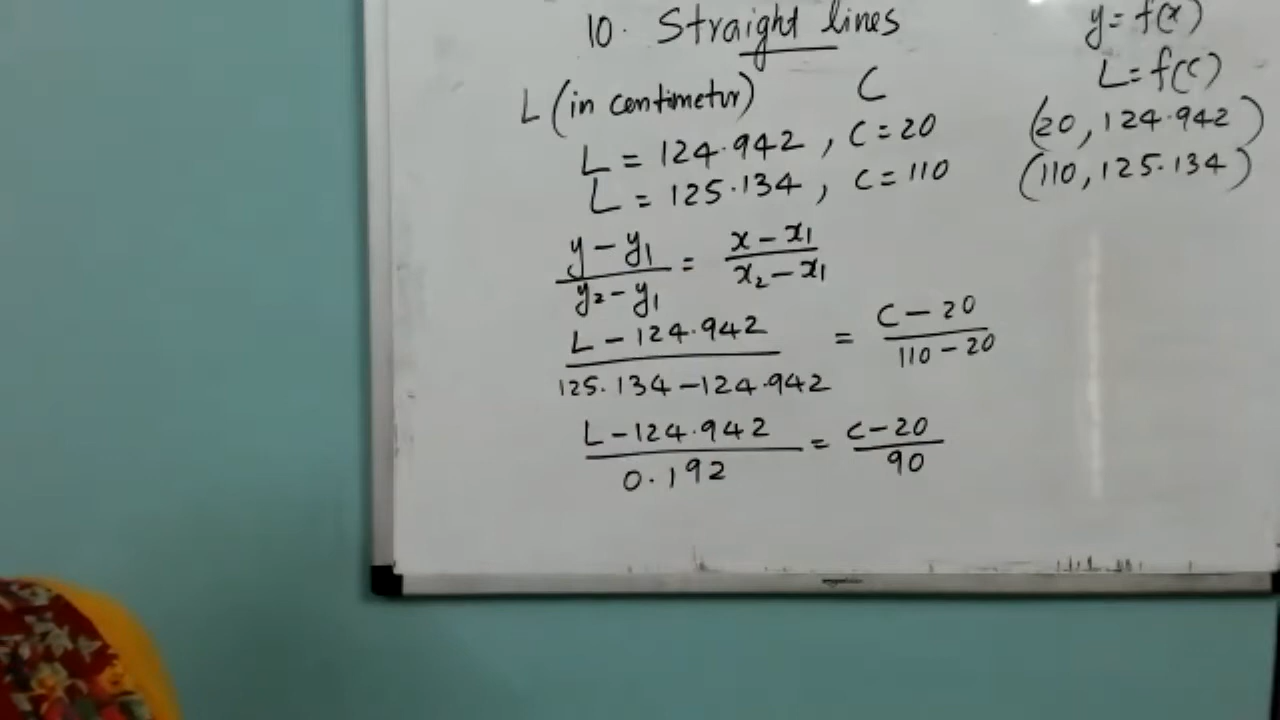 10. Straight lines
y = f(x)
L (in centimetur) C
L = f(C)
L = 124.942, C = 20 (20, 124.942)
L = 125.134, C = 110 (110, 125.134)
y - y₁ / y₂ - y₁ = x - x₁ / x₂ - x₁
L - 124.942 / 125.134 - 124.942 = C - 20 / 110 - 20
L - 124.942 / 0.192 = C - 20 / 90